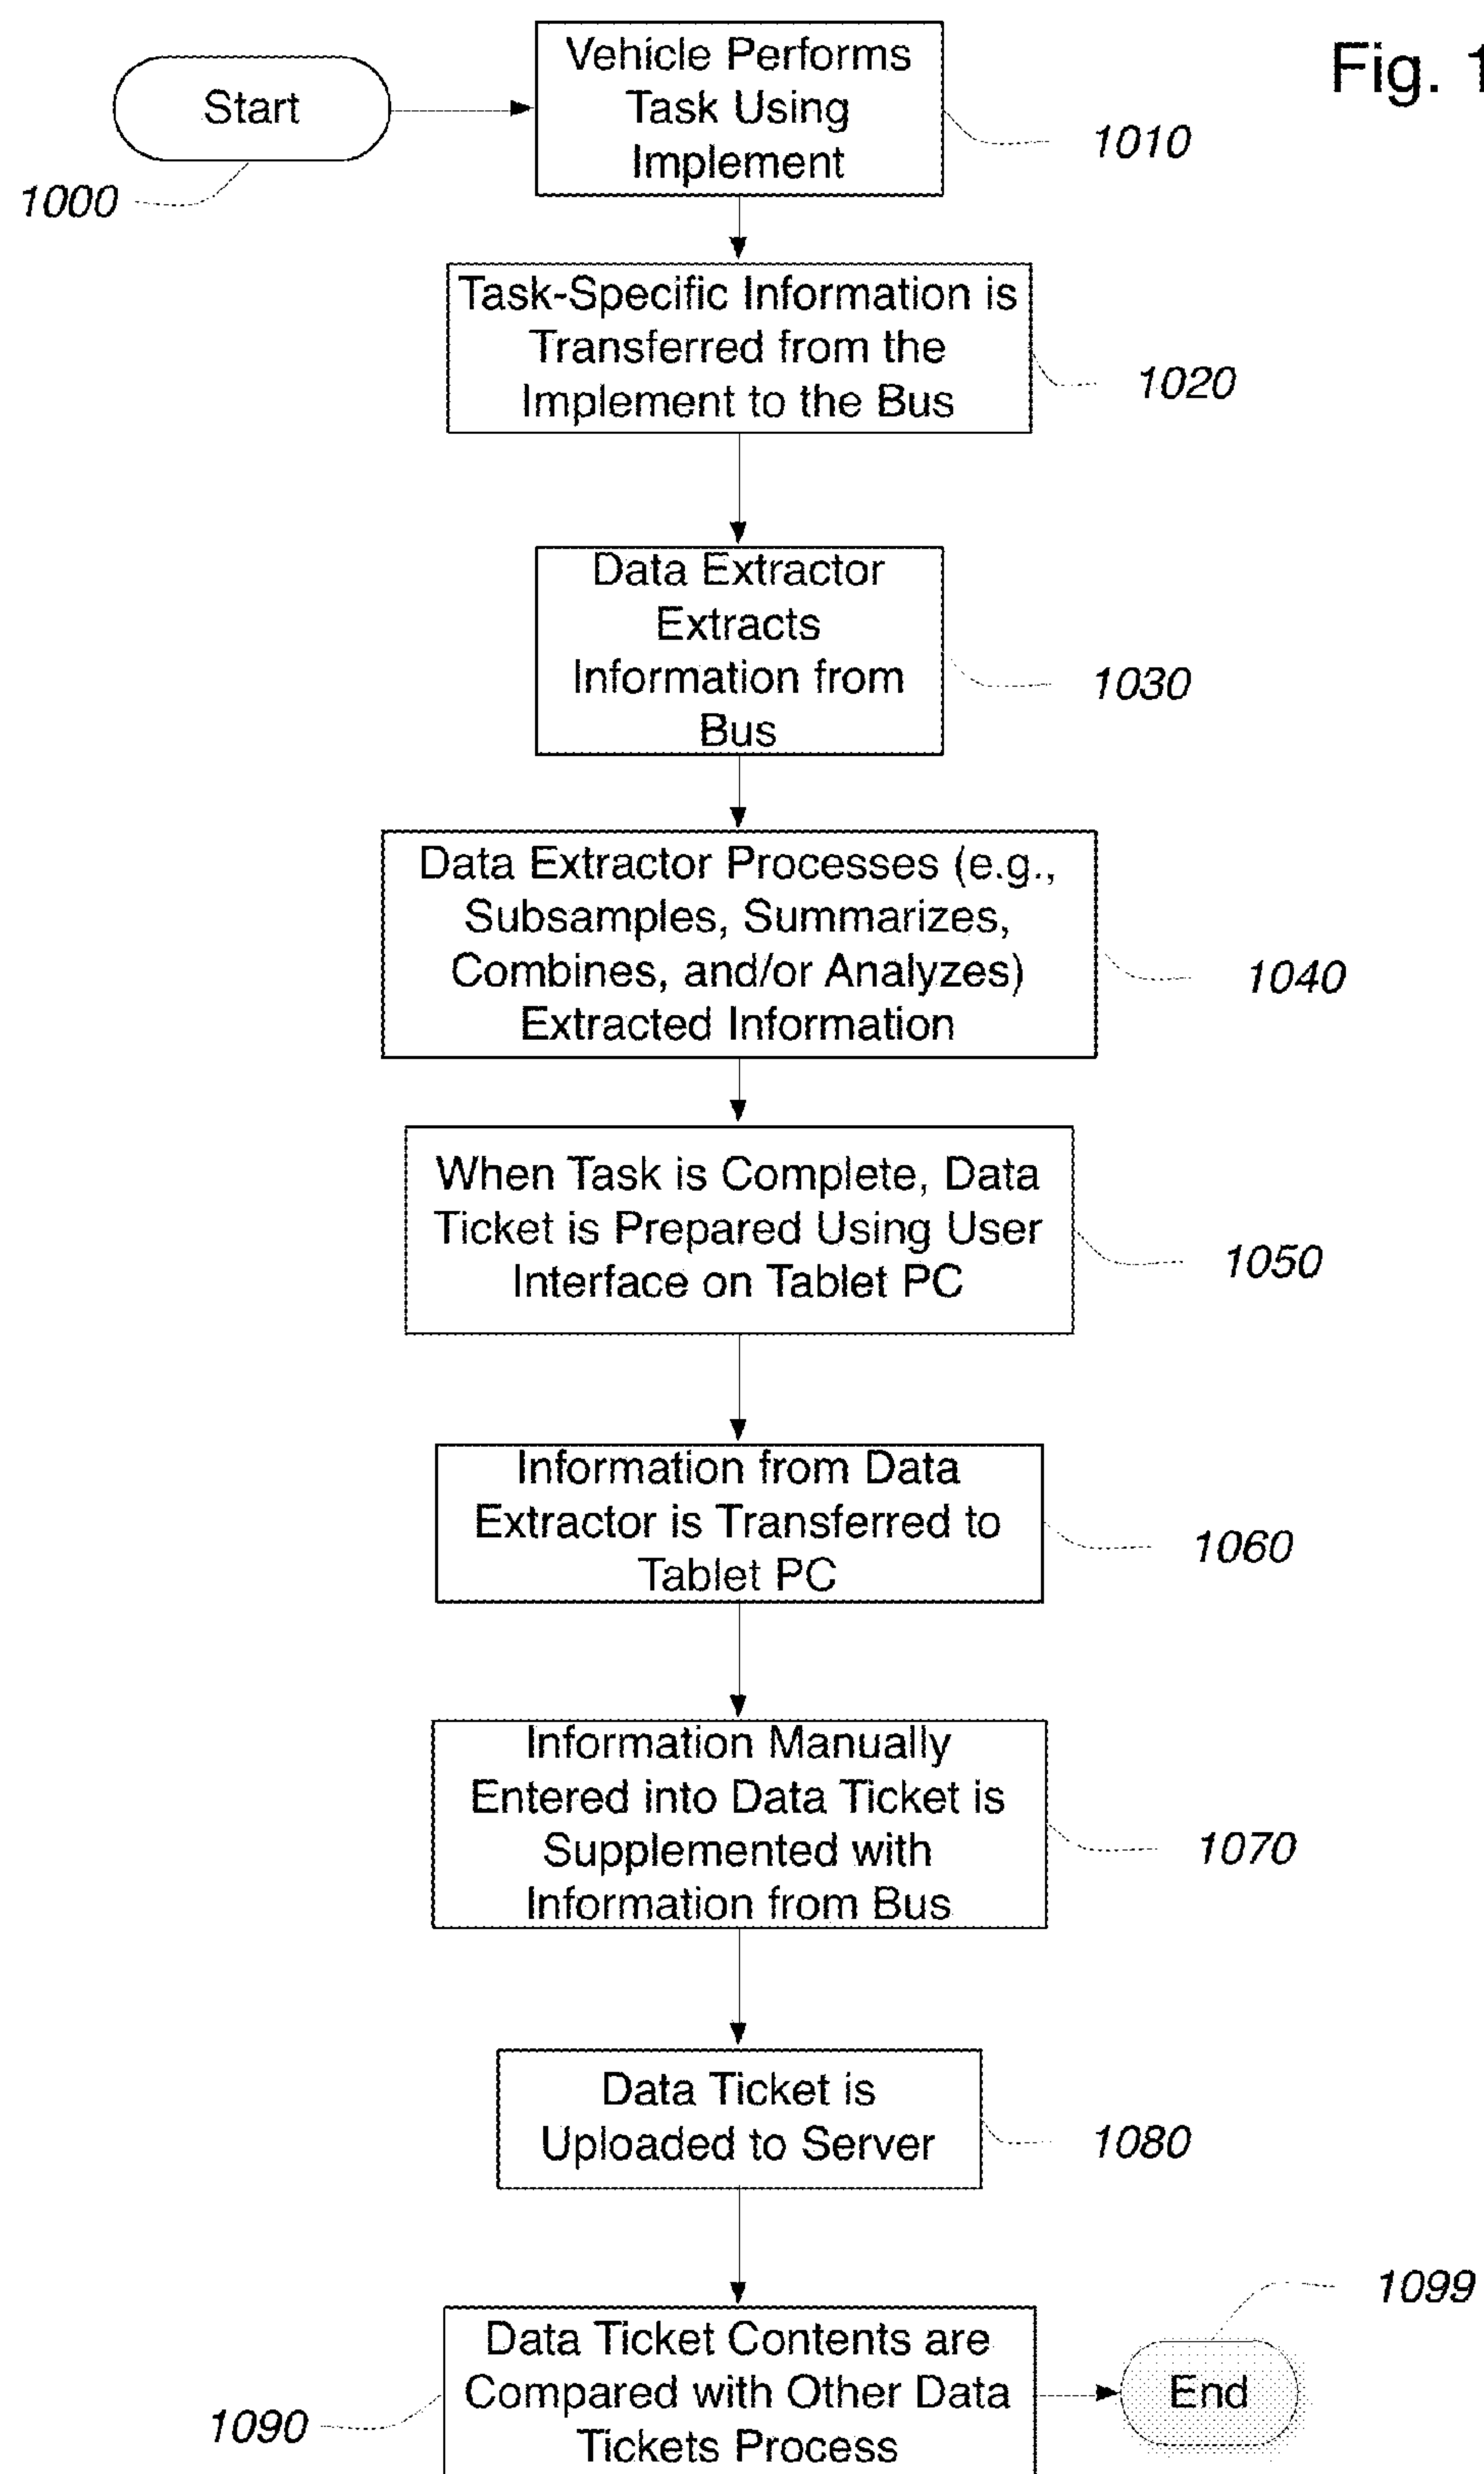 Start
Vehicle Performs
Task Using
Implement
Fig. 1
1010
1000
Task-Specific Information is
Transferred from the
Implement to the Bus
1020
Data Extractor
Extracts
Information from
Bus
1030
Data Extractor Processes (e.g.,
Subsamples, Summarizes,
Combines, and/or Analyzes)
Extracted Information
1040
When Task is Complete, Data
Ticket is Prepared Using User
Interface on Tablet PC
1050
Information from Data
Extractor is Transferred to
Tablet PC
1060
Information Manually
Entered into Data Ticket is
Supplemented with
Information from Bus
1070
Data Ticket is
Uploaded to Server
1080
1099
Data Ticket Contents are
Compared with Other Data
Tickets Process
End
1090